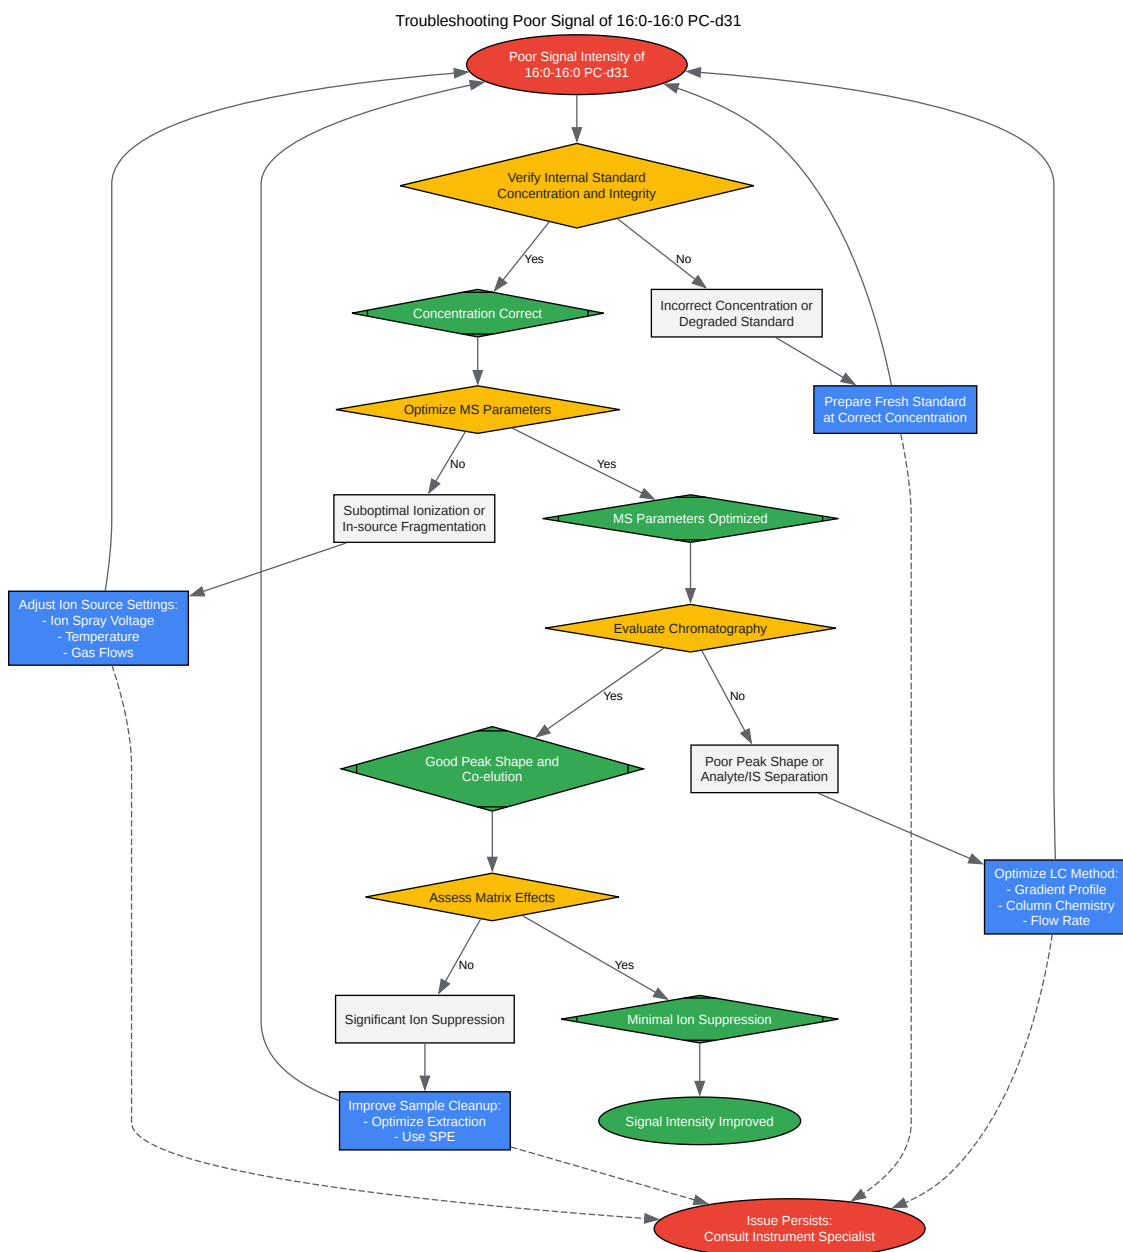 Troubleshooting Poor Signal of 16:0-16:0 PC-d31
Poor Signal Intensity of
16:0-16:0 PC-d31
Verify Internal Standard
Concentration and Integrity
Yes
No
Concentration Correct
Incorrect Concentration or
Degraded Standard
Optimize MS Parameters
Prepare Fresh Standard
at Correct Concentration
No
Yes
Suboptimal Ionization or
In-source Fragmentation
MS Parameters Optimized
Adjust Ion Source Settings:
- Ion Spray Voltage
- Temperature
- Gas Flows
Evaluate Chromatography
Yes
No
Good Peak Shape and
Co-elution
Poor Peak Shape or
Analyte/IS Separation
Assess Matrix Effects
Optimize LC Method:
- Gradient Profile
- Column Chemistry
- Flow Rate
No
Yes
Significant Ion Suppression
Minimal Ion Suppression
Improve Sample Cleanup:
- Optimize Extraction
- Use SPE
Signal Intensity Improved
Issue Persists:
Consult Instrument Specialist